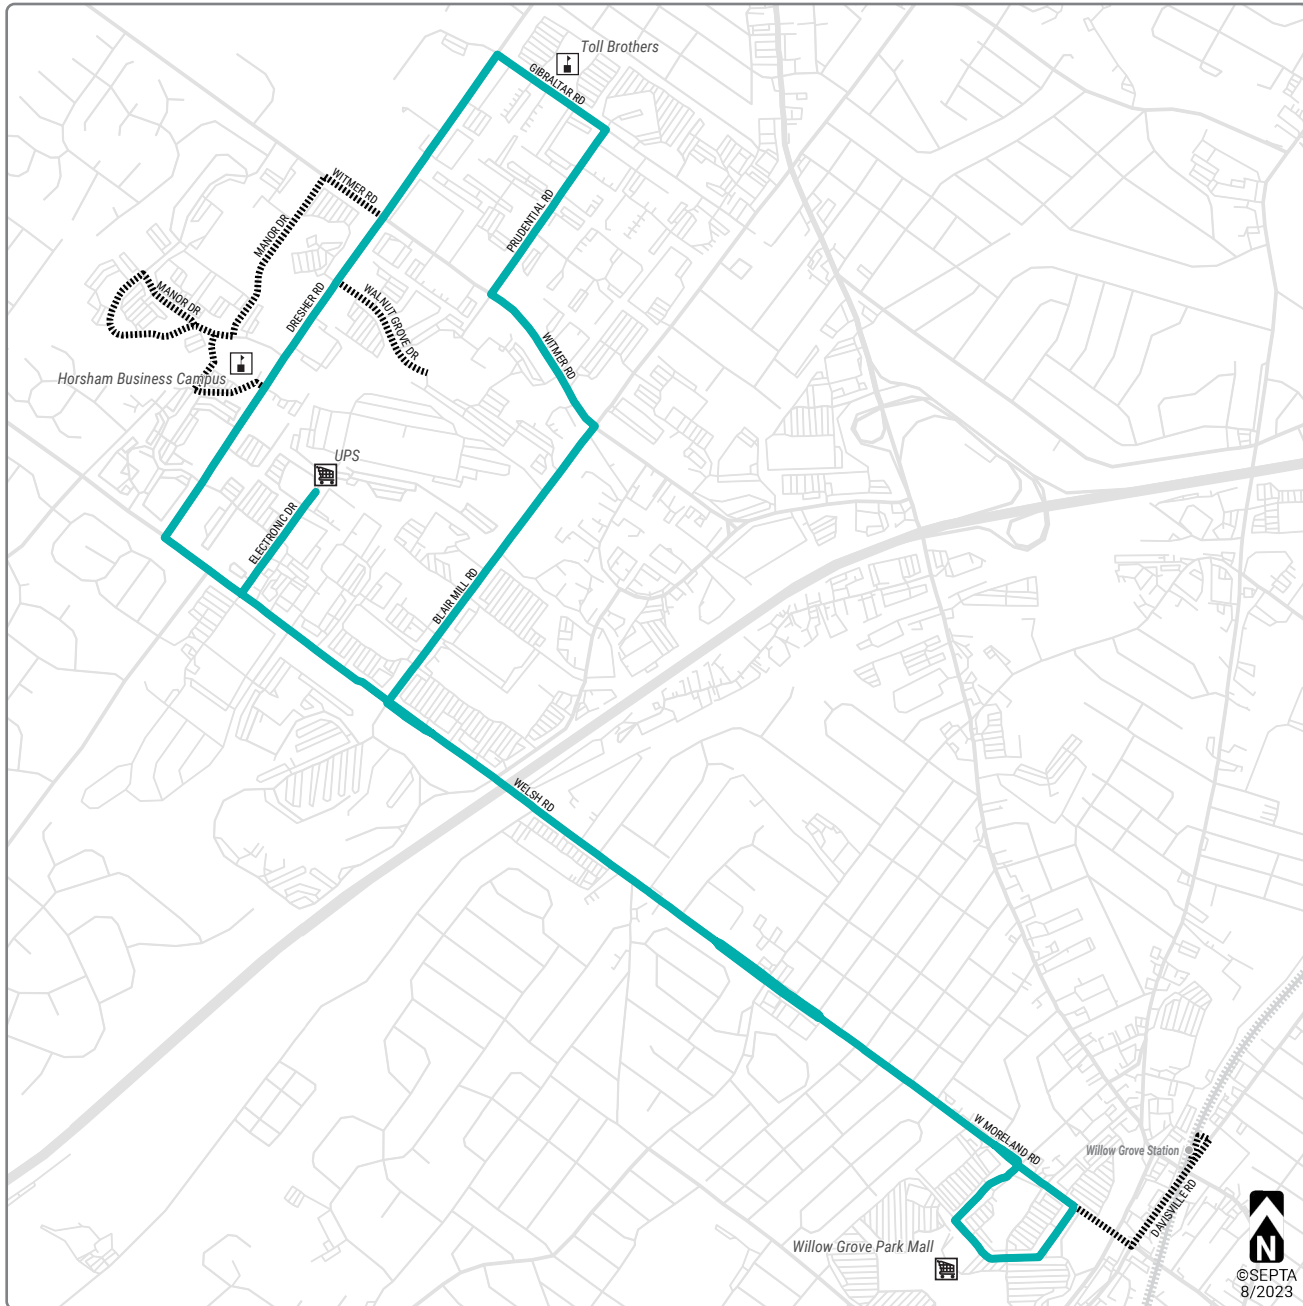 Toll Brothers
GIBRALTAR RD
WITMER RD
PRUDENTIAL RD
MANOR DR
MANOR DR
DRESHER RD
WALNUT GROVE DR
WITMER RD
Horsham Business Campus
UPS
ELECTRONIC DR
BLAIR MILL RD
WELSH RD
W MORELAND RD
Willow Grove Station
DAVISVILLE RD
Willow Grove Park Mall
N
©SEPTA
8/2023